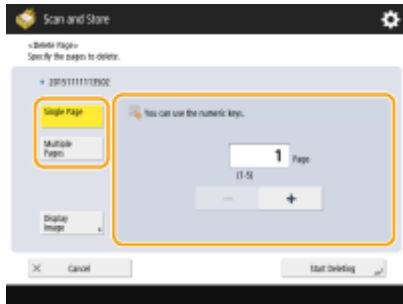 Scan and Store
<Delete Page>
Specify the pages to delete.
20151111113502
Single Page
You can use the numeric keys.
Multiple
Pages
1 Page
(1-5)
− +
Display
Image
× Cancel
Start Deleting